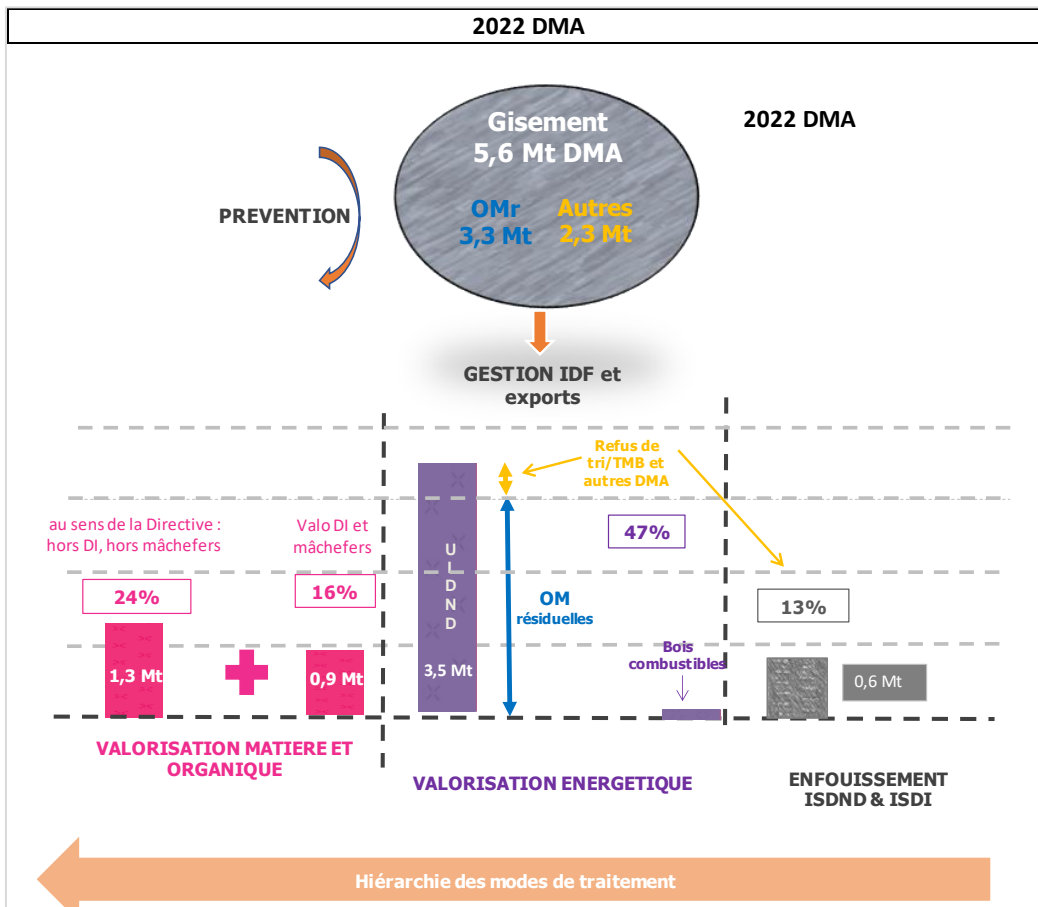 2022 DMA
2022 DMA
Gisement
5,6 Mt DMA
OMr
3,3 Mt
Autres
2,3 Mt
PREVENTION
GESTION IDF et
exports
Refus de
tri/TMB et
autres DMA
au sens de la Directive :
hors DI, hors mâchefers
24%
1,3 Mt
Valo DI et
mâchefers
16%
0,9 Mt
U
I
D
N
D
3,5 Mt
47%
OM
résiduelles
Bois
combustibles
13%
0,6 Mt
VALORISATION MATIERE ET
ORGANIQUE
VALORISATION ENERGETIQUE
ENFOUISSEMENT
ISDND & ISDI
Hiérarchie des modes de traitement